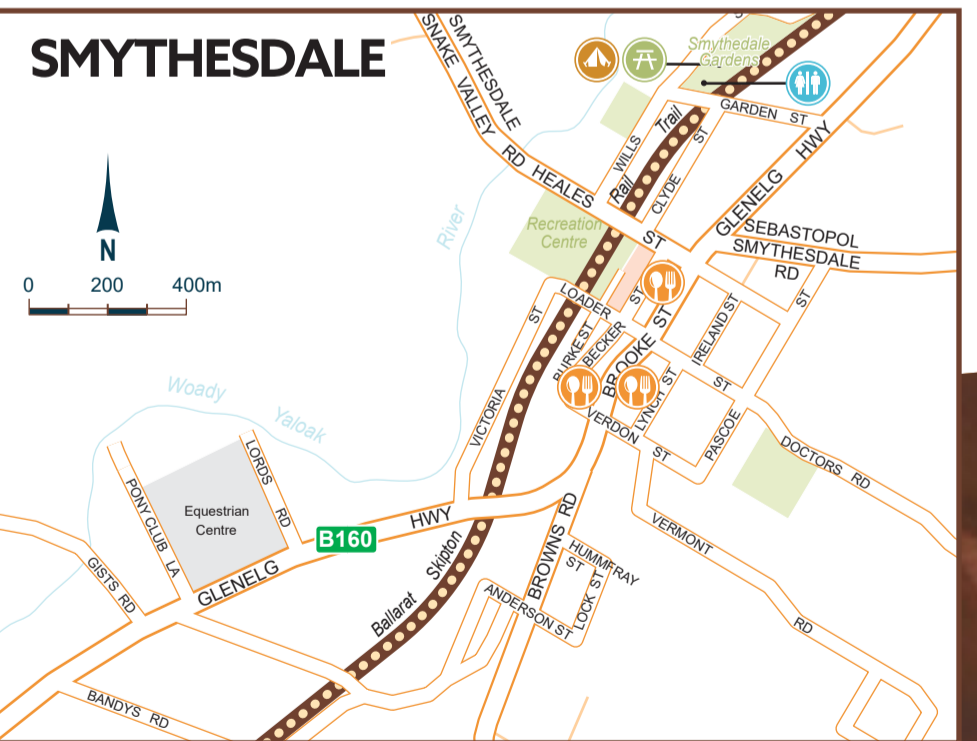 SMYTHESDALE
SMYTHESDALE
SNAKE VALLEY RD
Smythedale
Gardens
GARDEN ST
WILLS
Rail Trail
CLYDE ST
GLENELG HWY
HEALES ST
Recreation
Centre
River
SEBASTOPOL
SMYTHESDALE
RD
N
0 200 400m
LOADER
ST
ST
BURKE ST
BECKER
BROOKE ST
IRELAND ST
ST
LYNCH ST
ST
VERDON ST
PASCOE
DOCTORS RD
VICTORIA
Woady
Yaloak
LORDS RD
PONY CLUB LA
Equestrian
Centre
B160
GLENELG HWY
GISTS RD
BROWNS RD
VERMONT RD
HUMMFRAY
ST
LOCK ST
ANDERSON ST
Ballarat Skipton
BANDYS RD